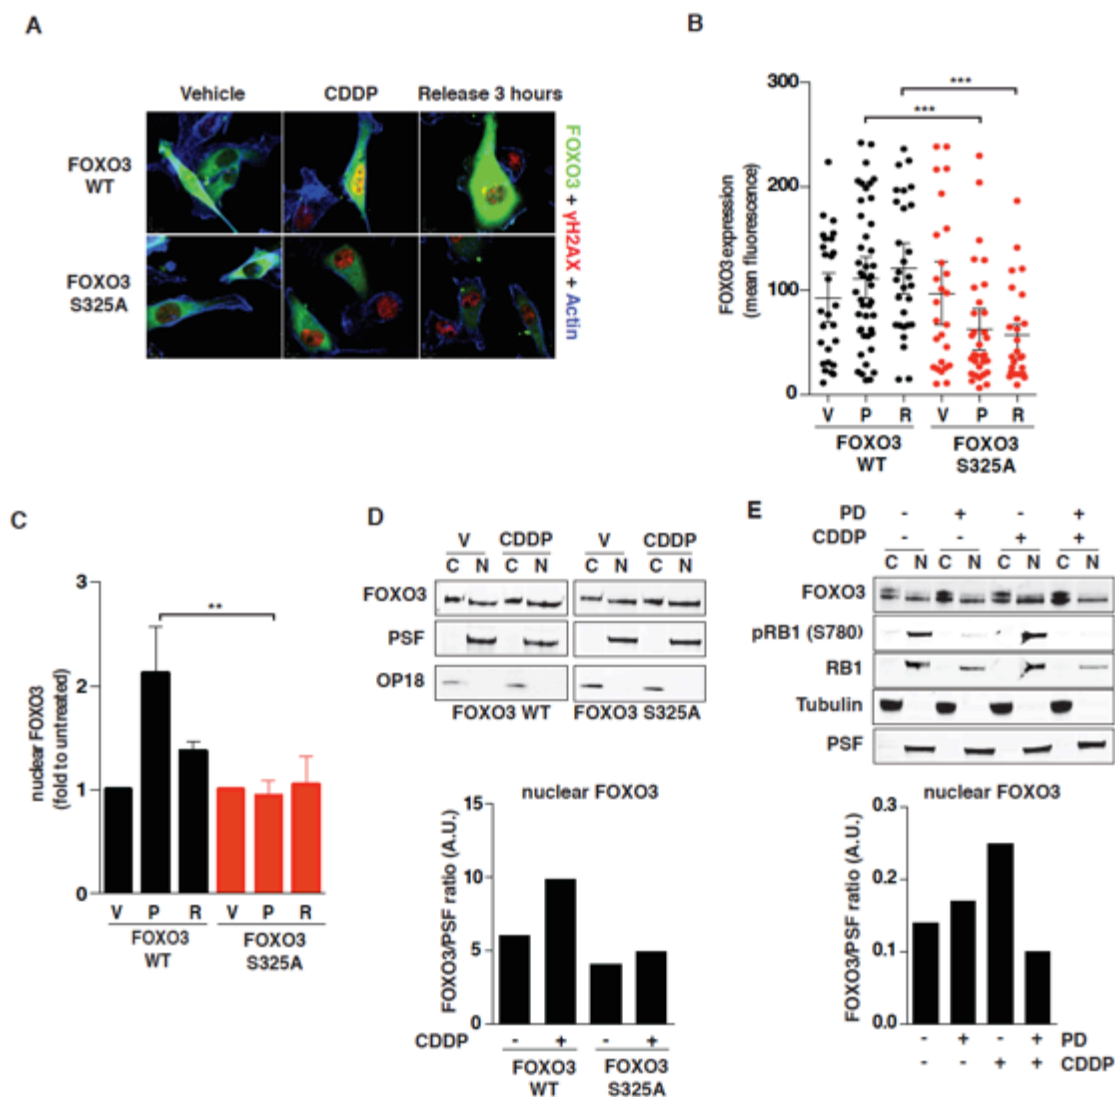 A
Vehicle CDDP Release 3 hours
FOXO3
WT
FOXO3
S325A
FOXO3 + γH2AX + Actin
B
FOXO3 expression
(mean fluorescence)
300
200
100
0
***
***
V P R V P R
FOXO3
WT
FOXO3
S325A
C
nuclear FOXO3
(fold to untreated)
3
2
1
0
**
V P R V P R
FOXO3
WT
FOXO3
S325A
D
V CDDP V CDDP
C N C N C N C N
FOXO3
PSF
OP18
FOXO3 WT FOXO3 S325A
nuclear FOXO3
FOXO3/PSF ratio (A.U.)
15
10
5
0
CDDP - + - +
FOXO3
WT
FOXO3
S325A
E
PD - + - +
CDDP - - + +
C N C N C N C N
FOXO3
pRB1 (S780)
RB1
Tubulin
PSF
nuclear FOXO3
FOXO3/PSF ratio (A.U.)
0.3
0.2
0.1
0.0
- + - + PD
- - + + CDDP